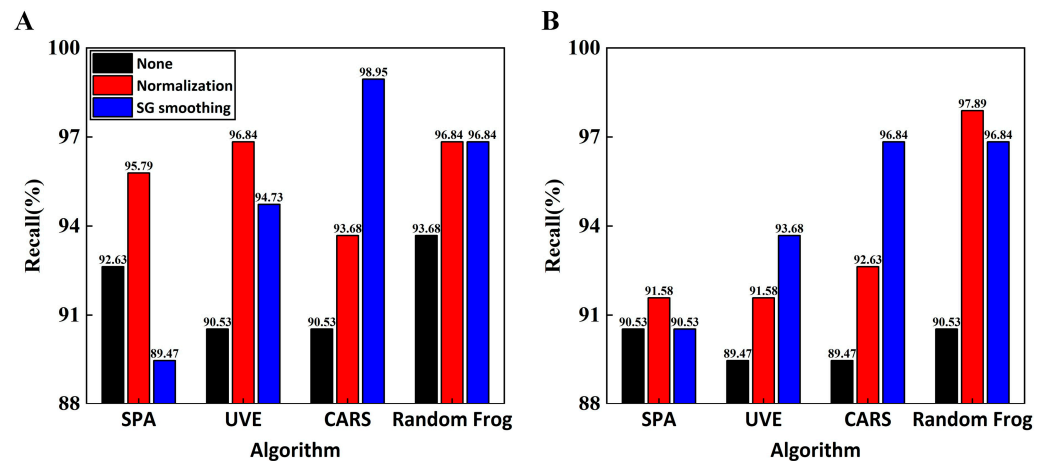 A
Recall(%)
100
97
94
91
88
None
Normalization
SG smoothing
92.63
95.79
89.47
90.53
96.84
94.73
90.53
93.68
98.95
93.68
96.84
96.84
SPA
UVE
CARS
Random Frog
Algorithm
B
Recall(%)
100
97
94
91
88
90.53
91.58
90.53
89.47
91.58
93.68
89.47
92.63
96.84
90.53
97.89
96.84
SPA
UVE
CARS
Random Frog
Algorithm